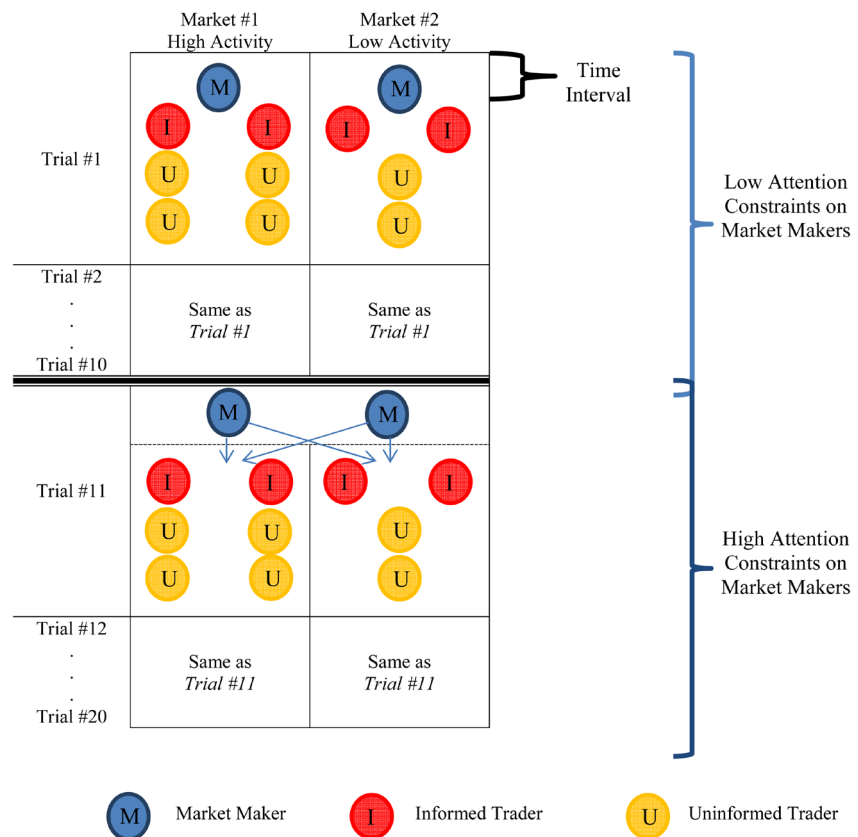 Market #1
High Activity
Market #2
Low Activity
M
M
Time
Interval
I
I
I
I
Trial #1
U
U
U
U
U
U
Low Attention
Constraints on
Market Makers
Trial #2
.
.
.
Trial #10
Same as
Trial #1
Same as
Trial #1
M
M
Trial #11
I
I
I
I
U
U
U
U
U
U
High Attention
Constraints on
Market Makers
Trial #12
.
.
.
Trial #20
Same as
Trial #11
Same as
Trial #11
M
Market Maker
I
Informed Trader
U
Uninformed Trader